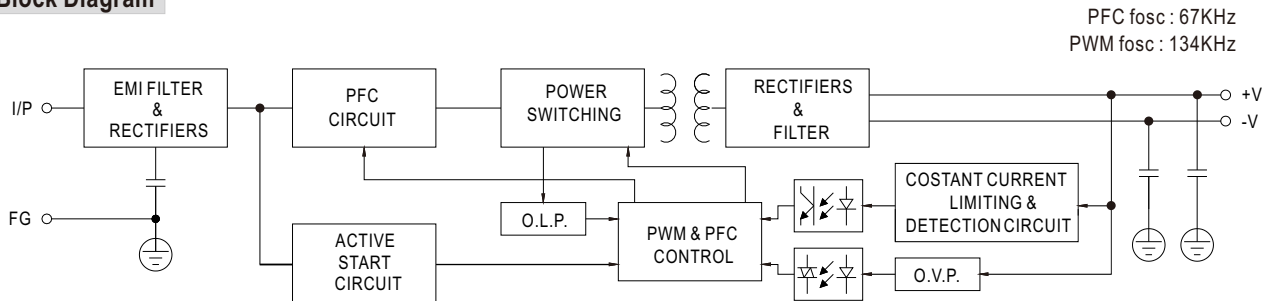 Block Diagram
PFC fosc : 67KHz
PWM fosc : 134KHz
I/P
EMI FILTER
&
RECTIFIERS
PFC
CIRCUIT
POWER
SWITCHING
RECTIFIERS
&
FILTER
+V
-V
FG
ACTIVE
START
CIRCUIT
O.L.P.
PWM & PFC
CONTROL
COSTANT CURRENT
LIMITING &
DETECTION CIRCUIT
O.V.P.